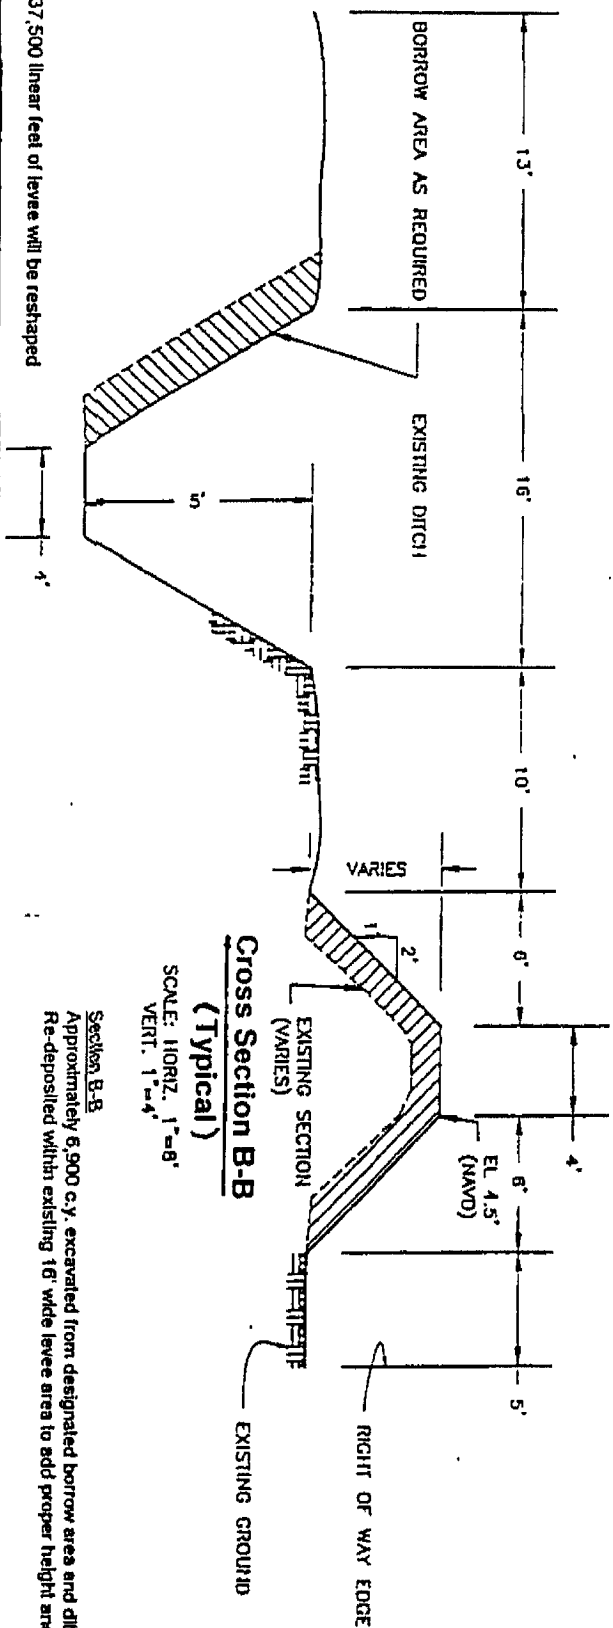 13'
16'
10'
6'
4'
6'
5'
BORROW AREA AS REQUIRED
EXISTING DITCH
VARIES
EL 4.5'
(NAVD)
RIGHT OF WAY EDGE
5'
1'
2'
EXISTING SECTION
(VARIES)
EXISTING GROUND
4'
Cross Section B-B
(Typical)
SCALE: HORIZ. 1"=8'
VERT. 1"=4'
37,500 linear feet of levee will be reshaped
Section B-B
Approximately 6,900 c.y. excavated from designated borrow area and
Re-deposited within existing 16' wide levee area to add proper height